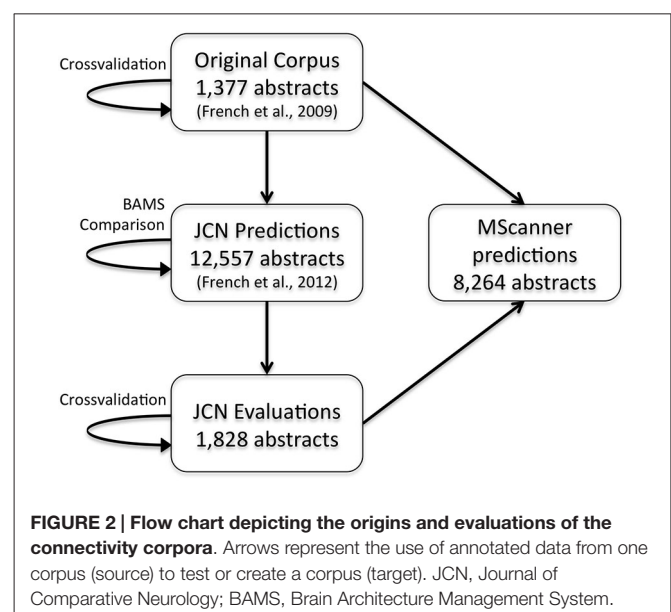 Crossvalidation
Original Corpus
1,377 abstracts
(French et al., 2009)
BAMS
Comparison
JCN Predictions
12,557 abstracts
(French et al., 2012)
MScanner
predictions
8,264 abstracts
Crossvalidation
JCN Evaluations
1,828 abstracts
FIGURE 2 | Flow chart depicting the origins and evaluations of the
connectivity corpora. Arrows represent the use of annotated data from one
corpus (source) to test or create a corpus (target). JCN, Journal of
Comparative Neurology; BAMS, Brain Architecture Management System.